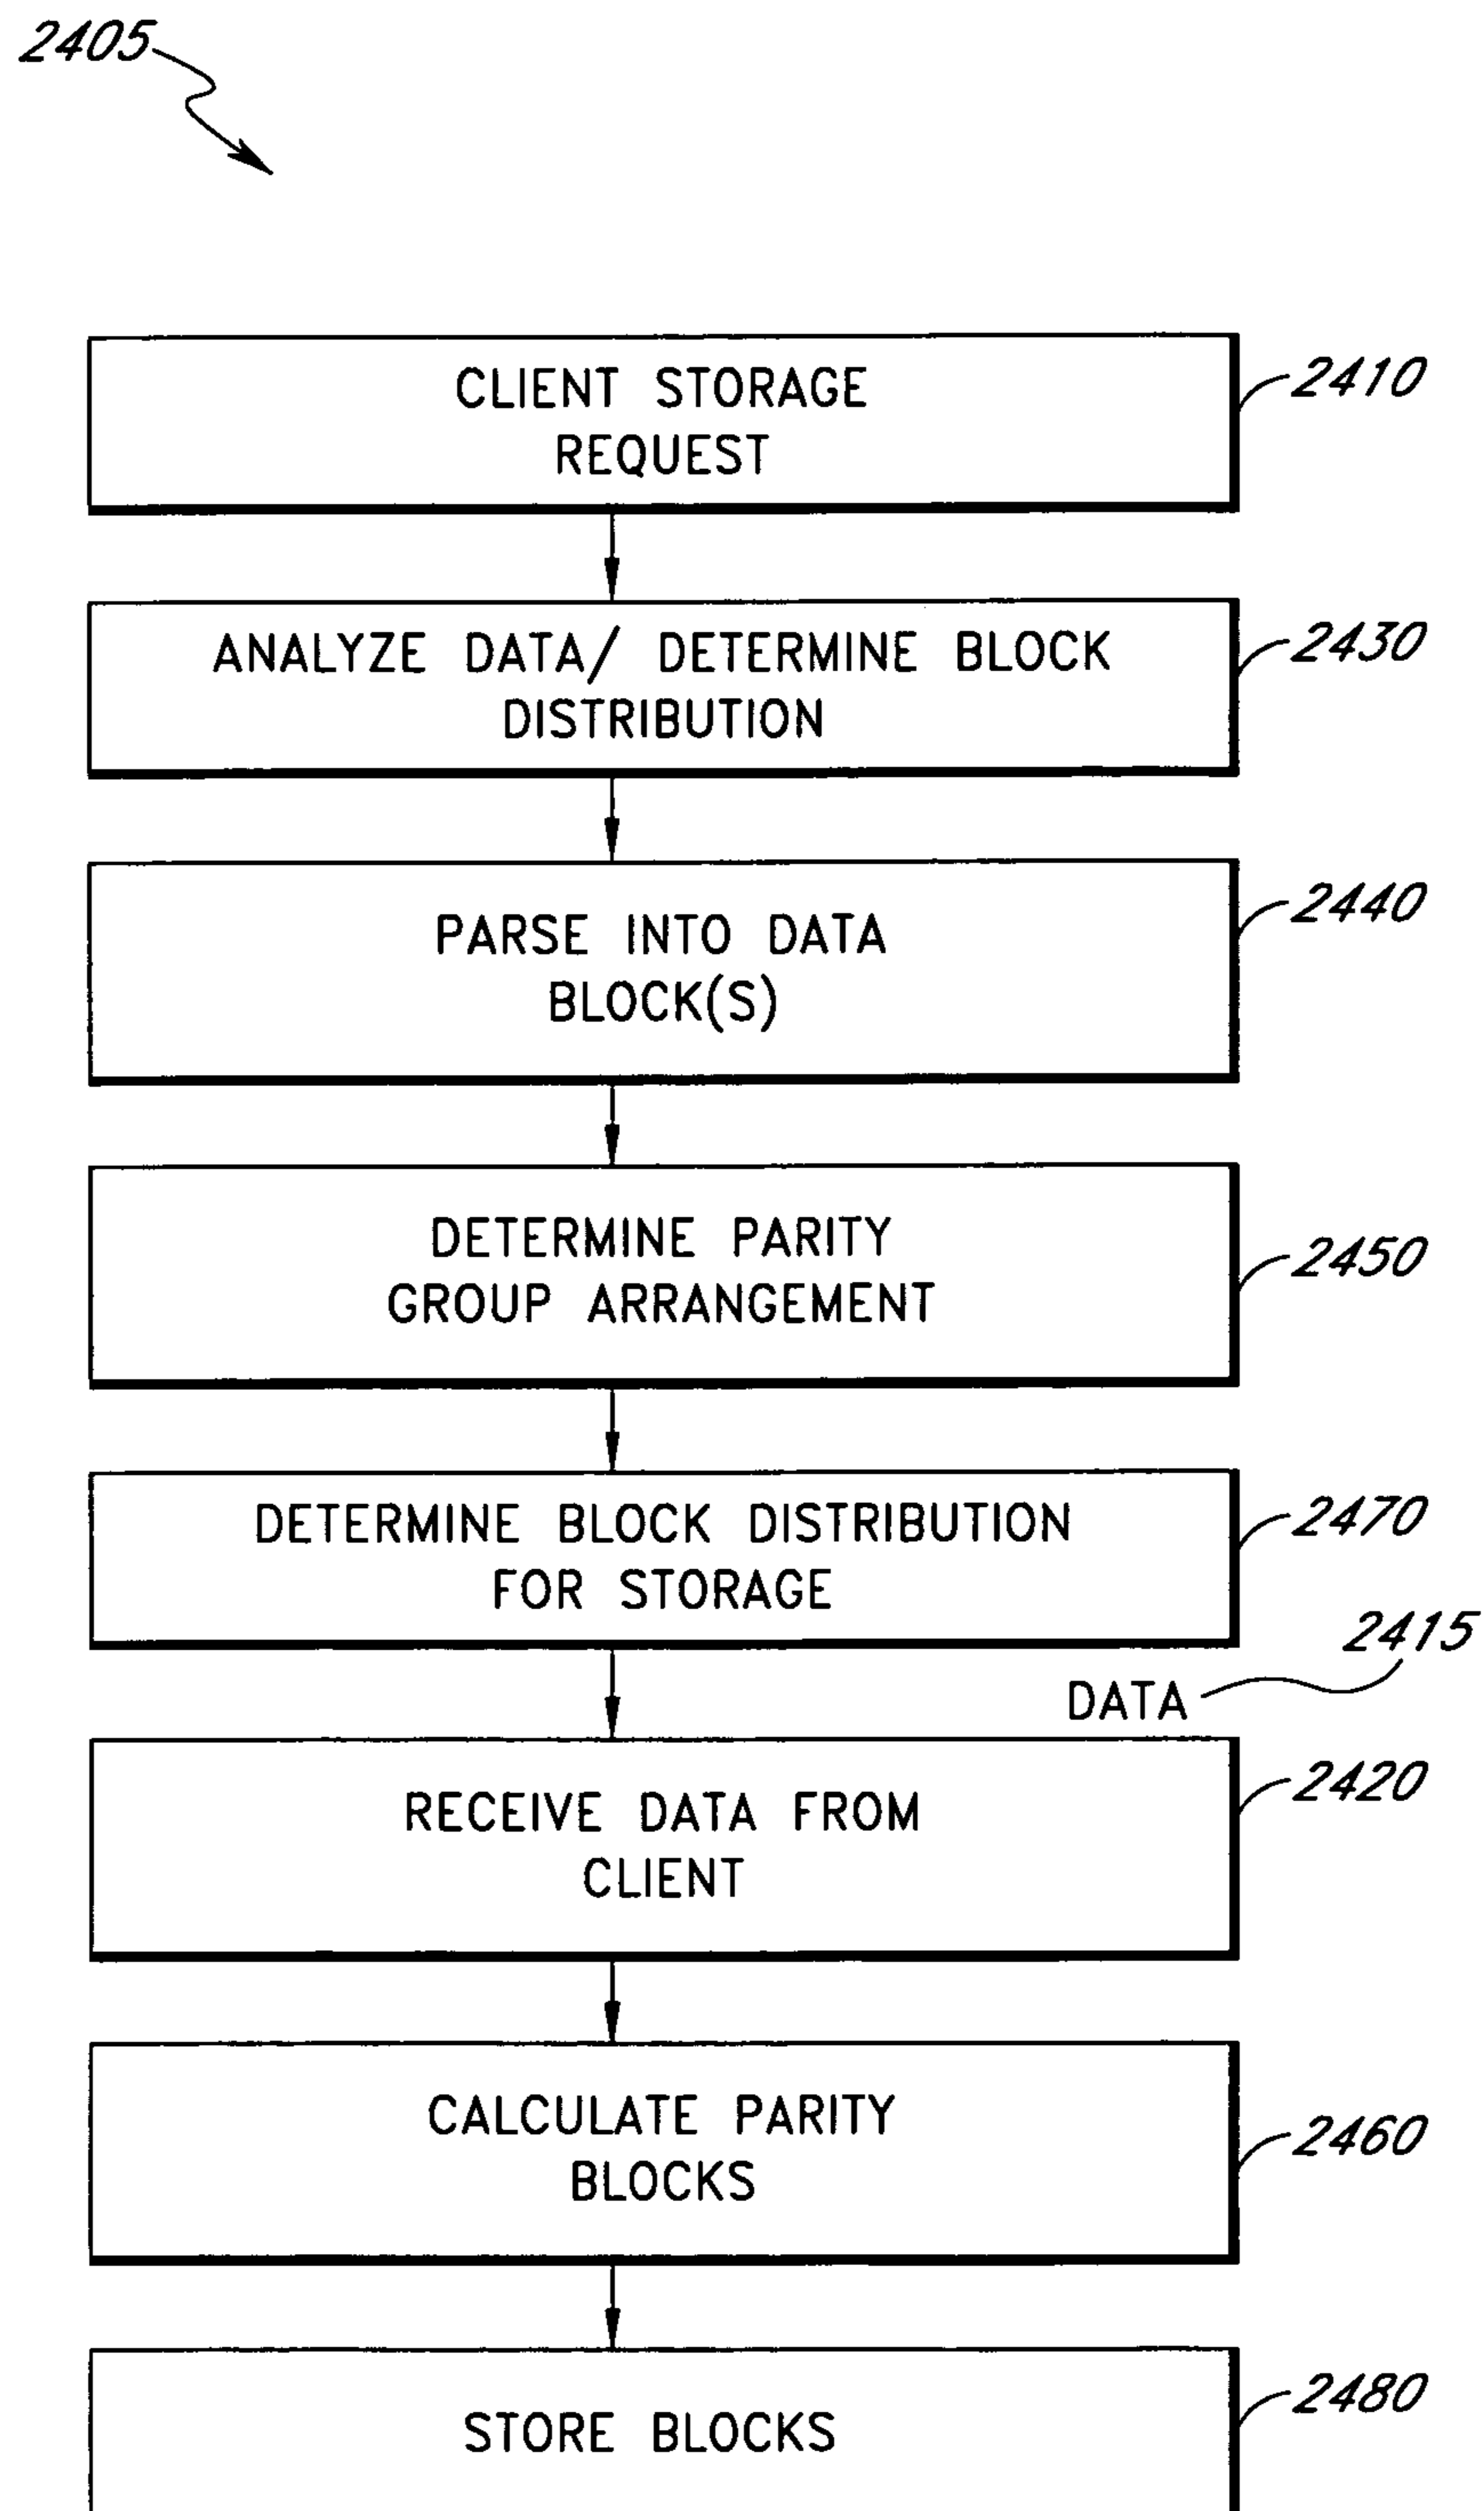 2405
CLIENT STORAGE
REQUEST
2410
ANALYZE DATA/ DETERMINE BLOCK
DISTRIBUTION
2430
PARSE INTO DATA
BLOCK(S)
2440
DETERMINE PARITY
GROUP ARRANGEMENT
2450
DETERMINE BLOCK DISTRIBUTION
FOR STORAGE
2470
2415
DATA
RECEIVE DATA FROM
CLIENT
2420
CALCULATE PARITY
BLOCKS
2460
STORE BLOCKS
2480